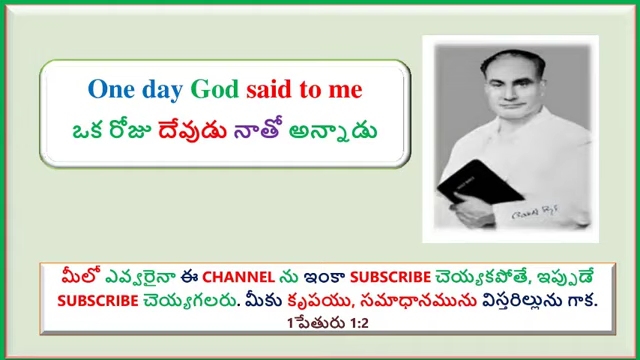 One day God said to me
ఒక రోజు దేవుడు నాతో అన్నాడు
మీలో ఎవ్వరైనా ఈ CHANNEL ను ఇంకా SUBSCRIBE చెయ్యకపోతే, ఇప్పుడే
SUBSCRIBE చెయ్యగలరు. మీకు కృపయు, సమాధానమును విస్తరిల్లును గాక.
1పేతురు 1:2